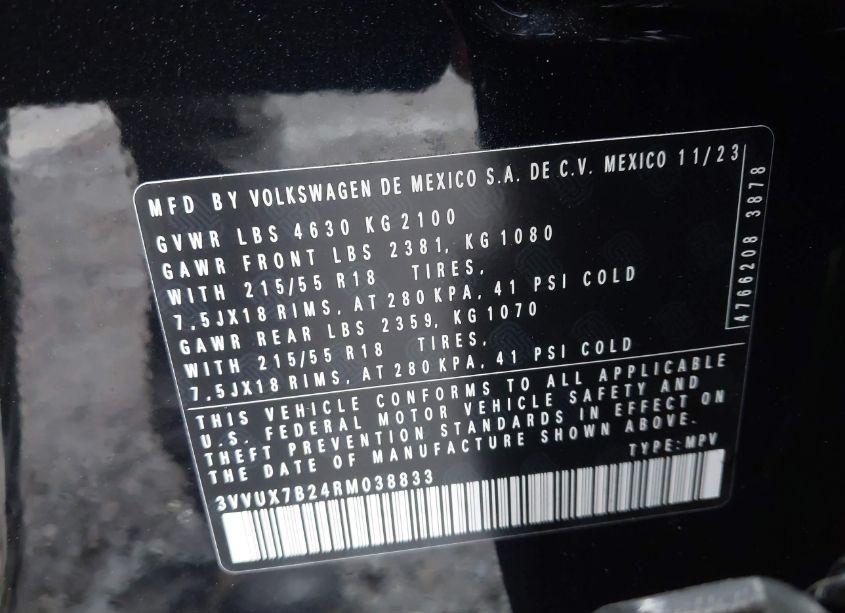 MFD BY VOLKSWAGEN DE MEXICO S.A. DE C.V. MEXICO 11/23
GVWR LBS 4630 KG 2100
GAWR FRONT LBS 2381, KG 1080
WITH 215/55 R18 TIRES,
7,5JX18 RIMS, AT 280 KPA, 41 PSI COLD
GAWR REAR LBS 2359, KG 1070
WITH 215/55 R18 TIRES,
7,5JX18 RIMS, AT 280 KPA, 41 PSI COLD
4766208 3878
THIS VEHICLE CONFORMS TO ALL APPLICABLE
U.S. FEDERAL MOTOR VEHICLE SAFETY AND
THEFT PREVENTION STANDARDS IN EFFECT ON
THE DATE OF MANUFACTURE SHOWN ABOVE.
TYPE: MPV
3VVUX7B24RM038833